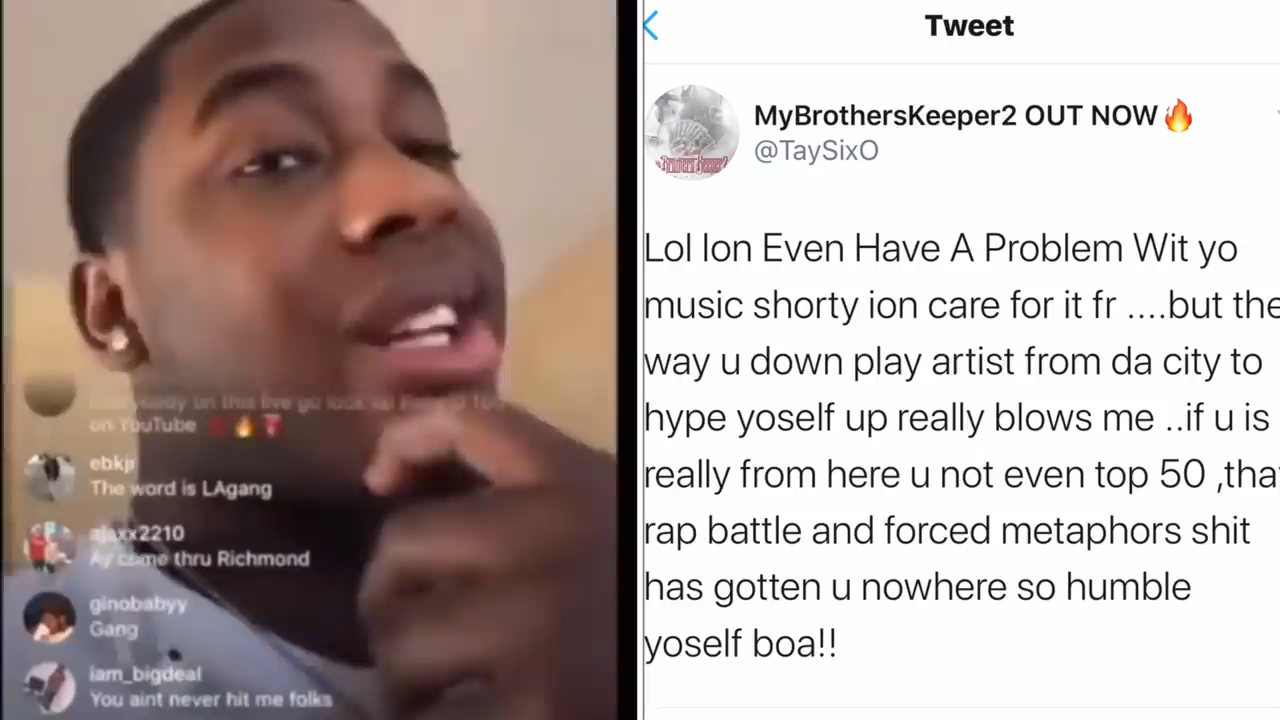 on YouTube
ebkjr
The word is LAgang
ajaxx2210
Ay come thru Richmond
ginobabyy
Gang
iam_bigdeal
You aint never hit me folks
Tweet
MyBrothersKeeper2 OUT NOW🔥
@TaySixO
Lol Ion Even Have A Problem Wit yo
music shorty ion care for it fr ....but the
way u down play artist from da city to
hype yoself up really blows me ..if u is
really from here u not even top 50 ,tha
rap battle and forced metaphors shit
has gotten u nowhere so humble
yoself boa!!